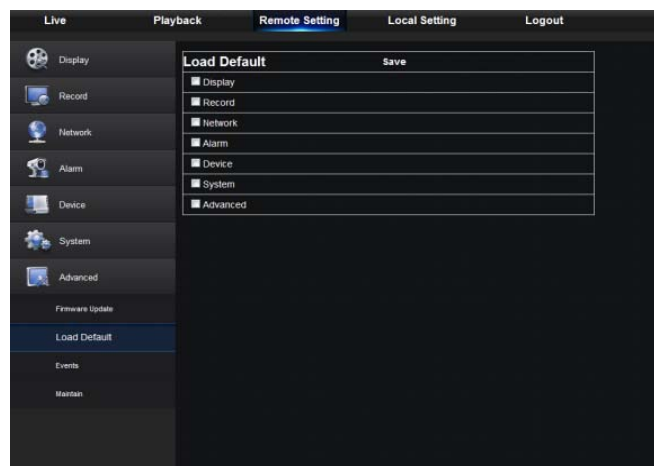 Live Playback Remote Setting Local Setting Logout
Display
Record
Network
Alarm
Device
System
Advanced
Firmware Update
Load Default
Events
Maintain
Load Default Save
Display
Record
Network
Alarm
Device
System
Advanced